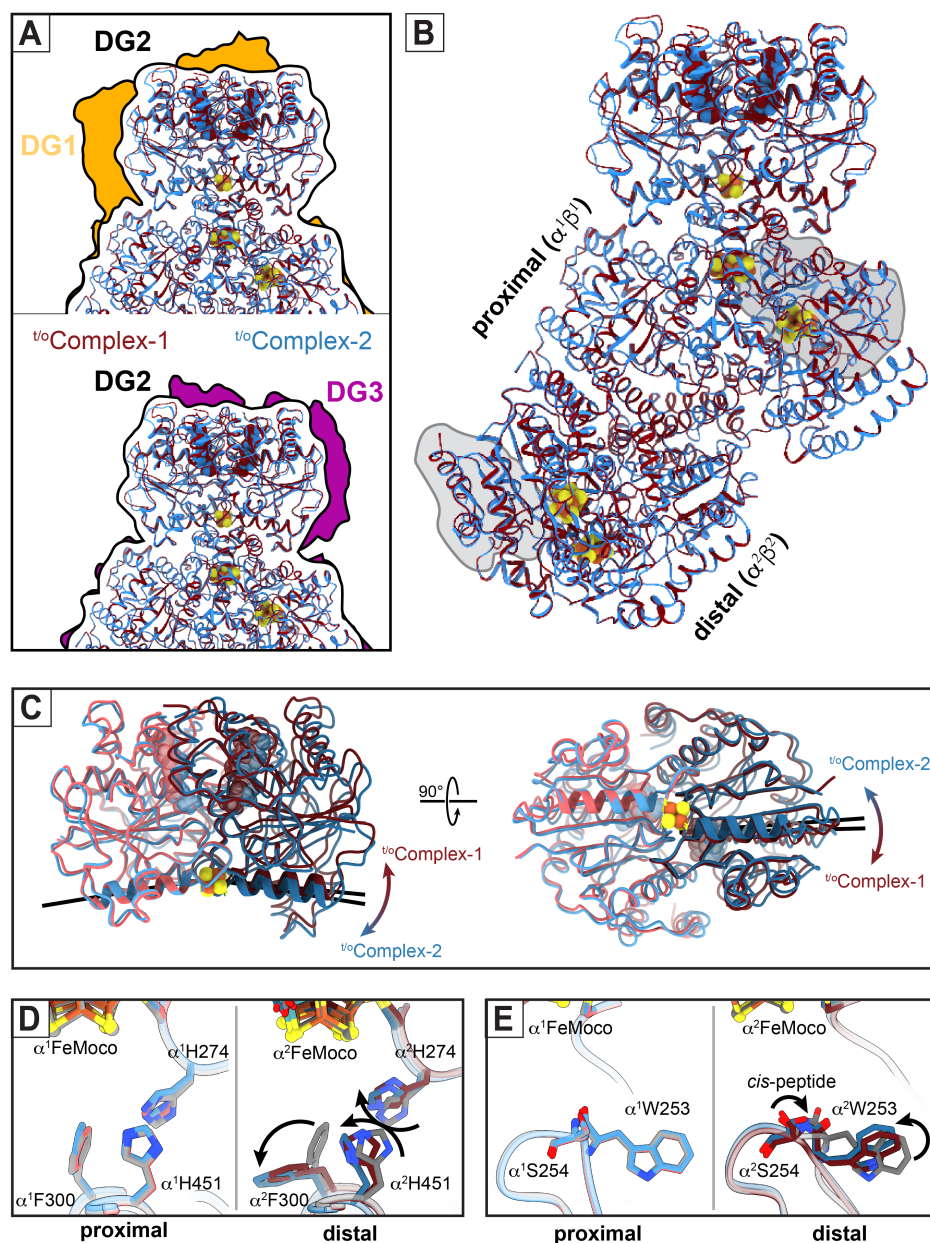 A
DG2
DG1
t/oComplex-1
t/oComplex-2
DG2
DG3
B
proximal (α1β1)
distal (α2β2)
C
t/oComplex-1
t/oComplex-2
90°
t/oComplex-2
t/oComplex-1
D
α1FeMoco
α1H274
α1F300
α1H451
proximal
α2FeMoco
α2H274
α2F300
α2H451
distal
E
α1FeMoco
α1W253
α1S254
proximal
α2FeMoco
cis-peptide
α2W253
α2S254
distal